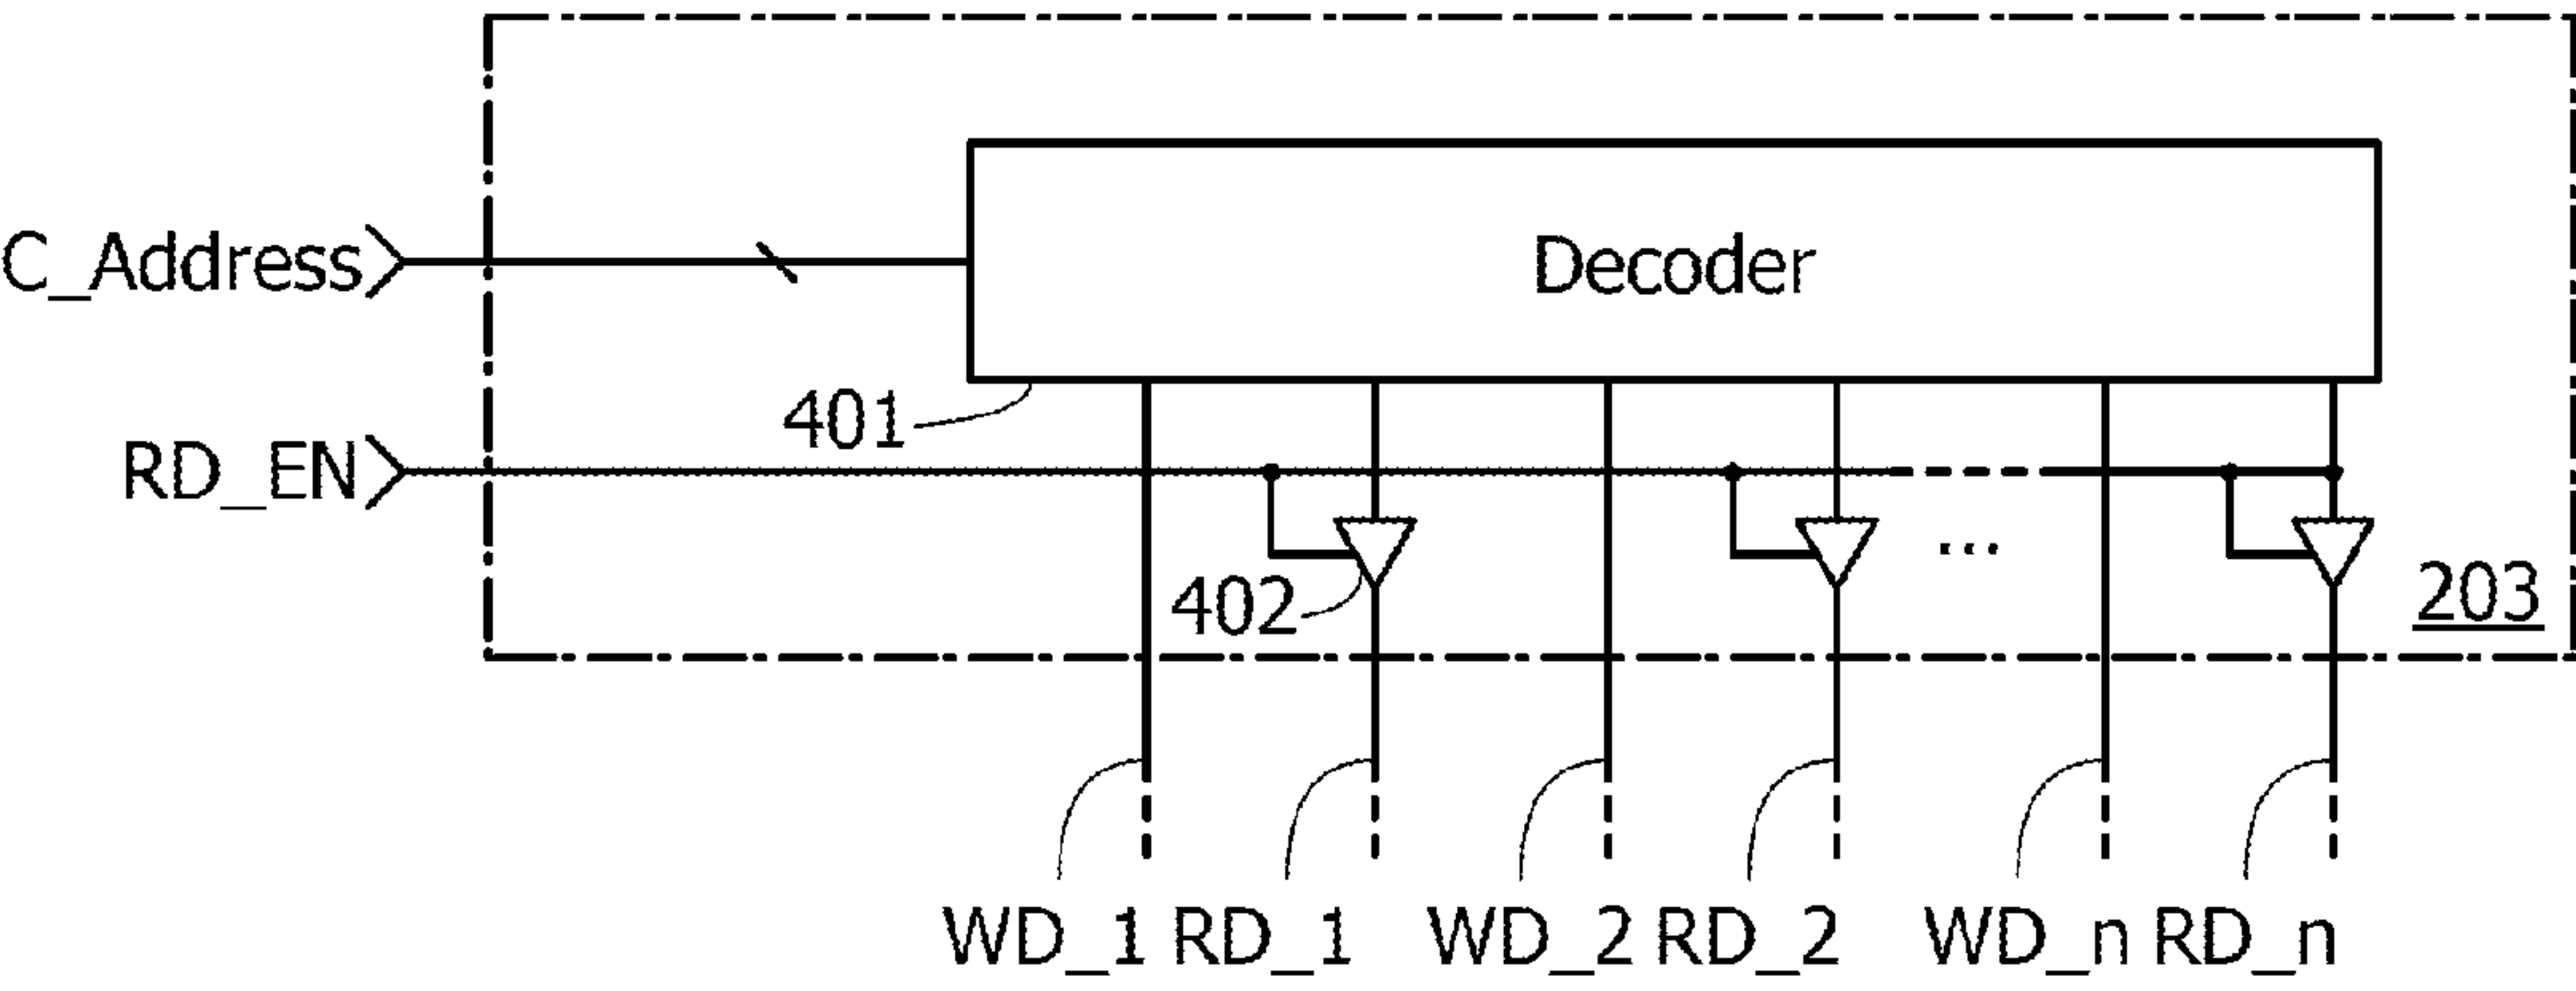 Decoder
C_Address
401
RD_EN
...
402
203
WD_1 RD_1 WD_2 RD_2 WD_n RD_n